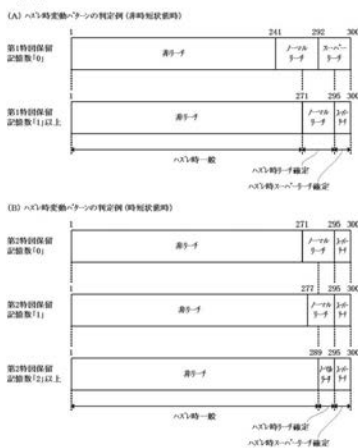 (A) ハズレ時変動パターンの判定例(非時短状態時)
1 241 292 300
第1特図保留
記憶数「0」
非リーチ
ノーマル
リーチ
スーパー
リーチ
1 271 295 300
第1特図保留
記憶数「1」以上
非リーチ
ノーマル
リーチ
スーパー
リーチ
ハズレ時一般
ハズレ時リーチ確定
ハズレ時スーパーリーチ確定
(B) ハズレ時変動パターンの判定例(時短状態時)
1 271 295 300
第2特図保留
記憶数「0」
非リーチ
ノーマル
リーチ
スーパー
リーチ
1 277 295 300
第2特図保留
記憶数「1」
非リーチ
ノーマル
リーチ
スーパー
リーチ
1 289 295 300
第2特図保留
記憶数「2」以上
非リーチ
ノーマル
リーチ
スーパー
リーチ
ハズレ時一般
ハズレ時リーチ確定
ハズレ時スーパーリーチ確定